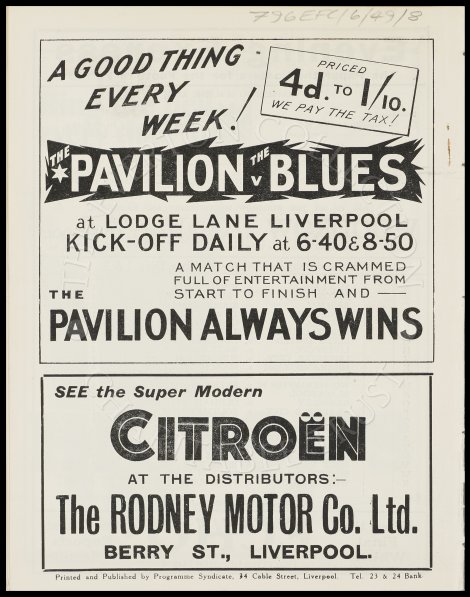 796EFC/6/49/8
A GOOD THING
EVERY
WEEK!
PRICED
4d. TO 1/10.
WE PAY THE TAX!
THE PAVILION v THE BLUES
at LODGE LANE LIVERPOOL
KICK-OFF DAILY at 6-40 & 8-50
A MATCH THAT IS CRAMMED
FULL OF ENTERTAINMENT FROM
START TO FINISH AND —
THE
PAVILION ALWAYS WINS
SEE the Super Modern
CITROËN
AT THE DISTRIBUTORS:–
The RODNEY MOTOR Co. Ltd.
BERRY ST., LIVERPOOL.
Printed and Published by Programme Syndicate, 34 Cable Street, Liverpool. Tel. 23 & 24 Bank